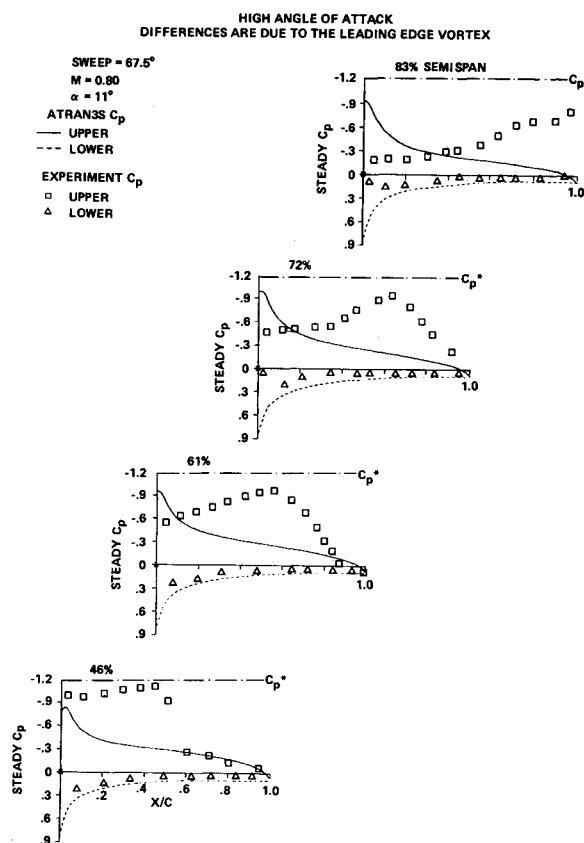 HIGH ANGLE OF ATTACK
DIFFERENCES ARE DUE TO THE LEADING EDGE VORTEX
SWEEP = 67.5°
M = 0.80
α = 11°
ATRAN3S Cp
UPPER
LOWER
EXPERIMENT Cp
UPPER
LOWER
83% SEMISPAN
-1.2
Cp
-.9
-.6
-.3
0
.3
.6
.9
STEADY Cp
1.0
72%
-1.2
Cp*
-.9
-.6
-.3
0
.3
.6
.9
STEADY Cp
1.0
61%
-1.2
Cp*
-.9
-.6
-.3
0
.3
.6
.9
STEADY Cp
1.0
46%
-1.2
Cp*
-.9
-.3
0
.3
.6
.9
STEADY Cp
.2
.4
.6
.8
1.0
X/C